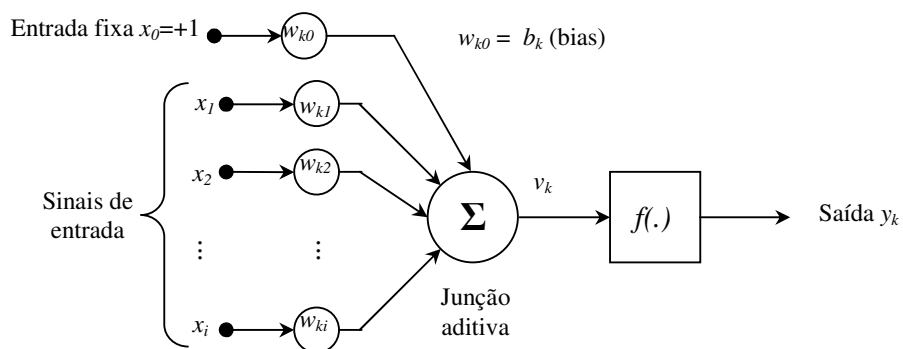 Entrada fixa x0=+1
wk0
wk0 = bk (bias)
x1
wk1
x2
wk2
Sinais de
entrada
⋮
⋮
xi
wki
Σ
Junção
aditiva
vk
f(.)
Saída yk